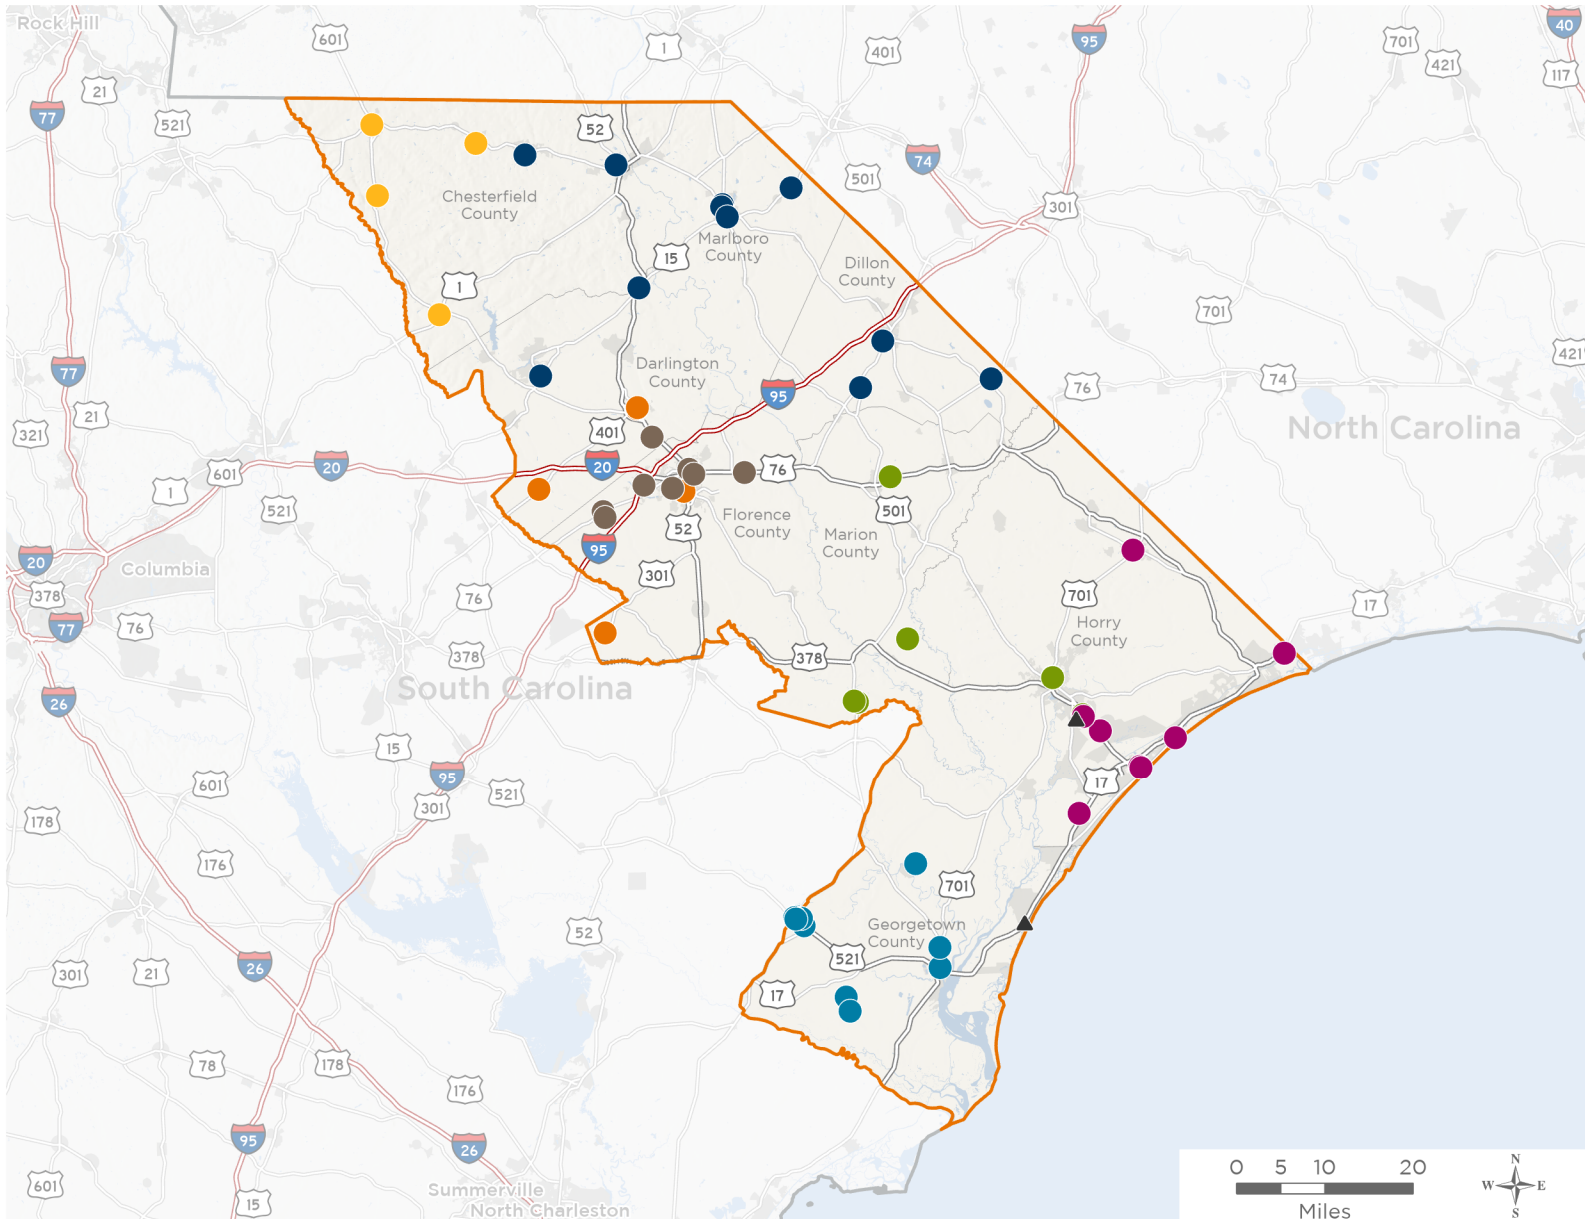 Rock Hill
601
1
401
95
701
421
40
117
21
77
521
52
74
501
Chesterfield
County
301
15
Marlboro
County
Dillon
County
1
701
77
Darlington
County
95
76
74
421
21
321
401
North Carolina
601
20
20
76
1
521
501
Florence
County
52
Marion
County
20
95
Columbia
301
378
76
701
17
77
76
Horry
County
378
378
South Carolina
26
15
95
17
601
521
301
178
176
701
Georgetown
County
52
521
26
301
21
17
78
178
176
95
26
0 5 10 20
Miles
N
W E
S
601
15
Summerville
North Charleston